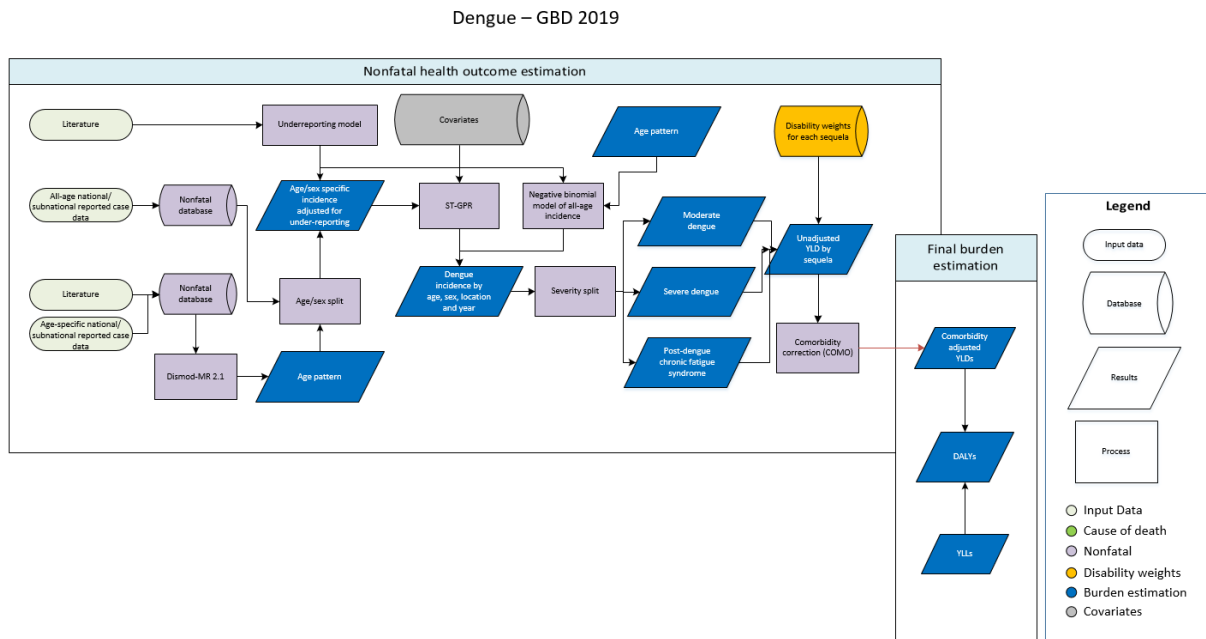 Dengue – GBD 2019
Nonfatal health outcome estimation
Literature
Underreporting model
Covariates
Age pattern
Disability weights
for each sequela
All-age national/
subnational reported case
data
Nonfatal
database
Age/sex specific
incidence
adjusted for
under-reporting
ST-GPR
Negative binomial
model of all-age
incidence
Moderate
dengue
Unadjusted
YLD by
sequela
Literature
Age-specific national/
subnational reported case
data
Nonfatal
database
Age/sex split
Dengue
incidence by
age, sex, location
and year
Severity split
Severe dengue
Dismod-MR 2.1
Age pattern
Post-dengue
chronic fatigue
syndrome
Comorbidity
correction (COMO)
Final burden
estimation
Comorbidity
adjusted
YLDs
DALYs
YLLs
Legend
Input data
Database
Results
Process
Input Data
Cause of death
Nonfatal
Disability weights
Burden estimation
Covariates